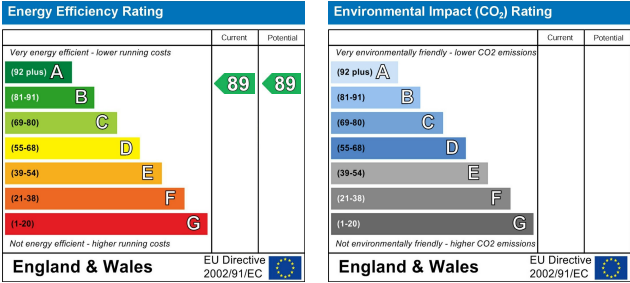 Energy Efficiency Rating
Current Potential
Very energy efficient - lower running costs
(92 plus) A
(81-91) B
89 89
(69-80) C
(55-68) D
(39-54) E
(21-38) F
(1-20) G
Not energy efficient - higher running costs
England & Wales
EU Directive
2002/91/EC
Environmental Impact (CO₂) Rating
Current Potential
Very environmentally friendly - lower CO2 emissions
(92 plus) A
(81-91) B
(69-80) C
(55-68) D
(39-54) E
(21-38) F
(1-20) G
Not environmentally friendly - higher CO2 emissions
England & Wales
EU Directive
2002/91/EC